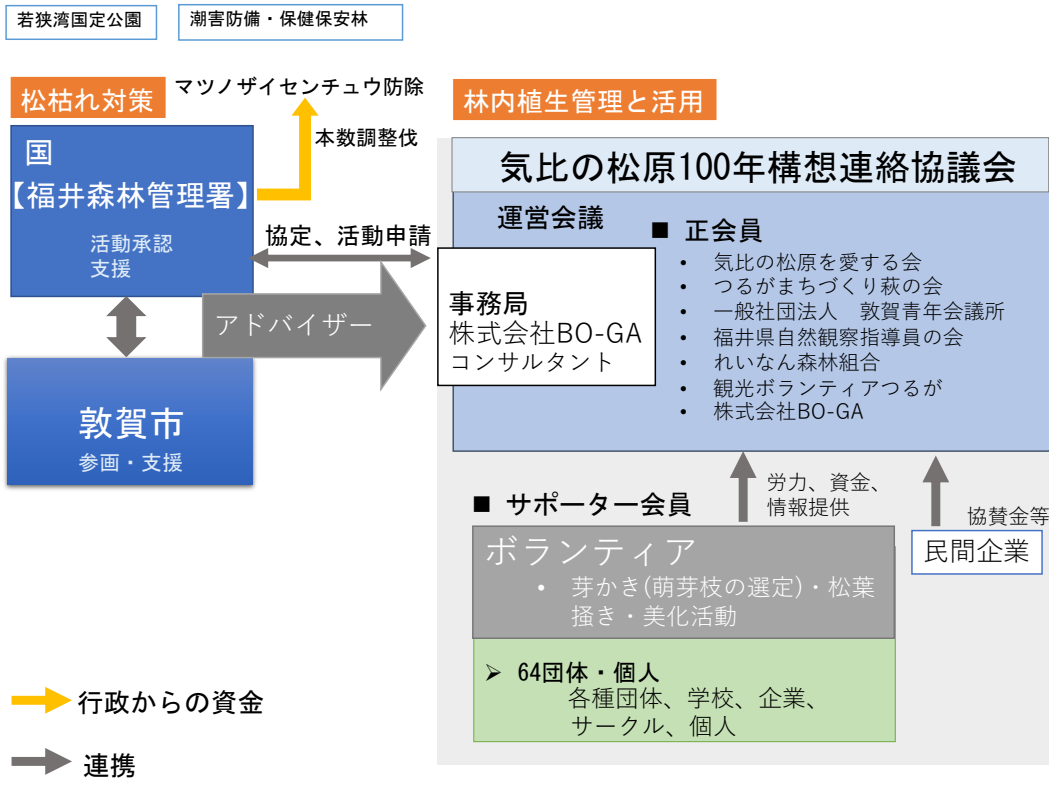 若狭湾国定公園
潮害防備・保健保安林
松枯れ対策
マツノザイセンチュウ防除
本数調整伐
国
【福井森林管理署】
活動承認
支援
協定、活動申請
アドバイザー
敦賀市
参画・支援
林内植生管理と活用
気比の松原100年構想連絡協議会
運営会議
事務局
株式会社BO-GA
コンサルタント
■ 正会員
• 気比の松原を愛する会
• つるがまちづくり萩の会
• 一般社団法人　敦賀青年会議所
• 福井県自然観察指導員の会
• れいなん森林組合
• 観光ボランティアつるが
• 株式会社BO-GA
労力、資金、
情報提供
協賛金等
民間企業
■ サポーター会員
ボランティア
• 芽かき(萌芽枝の選定)・松葉
掻き・美化活動
➢ 64団体・個人
各種団体、学校、企業、
サークル、個人
行政からの資金
連携